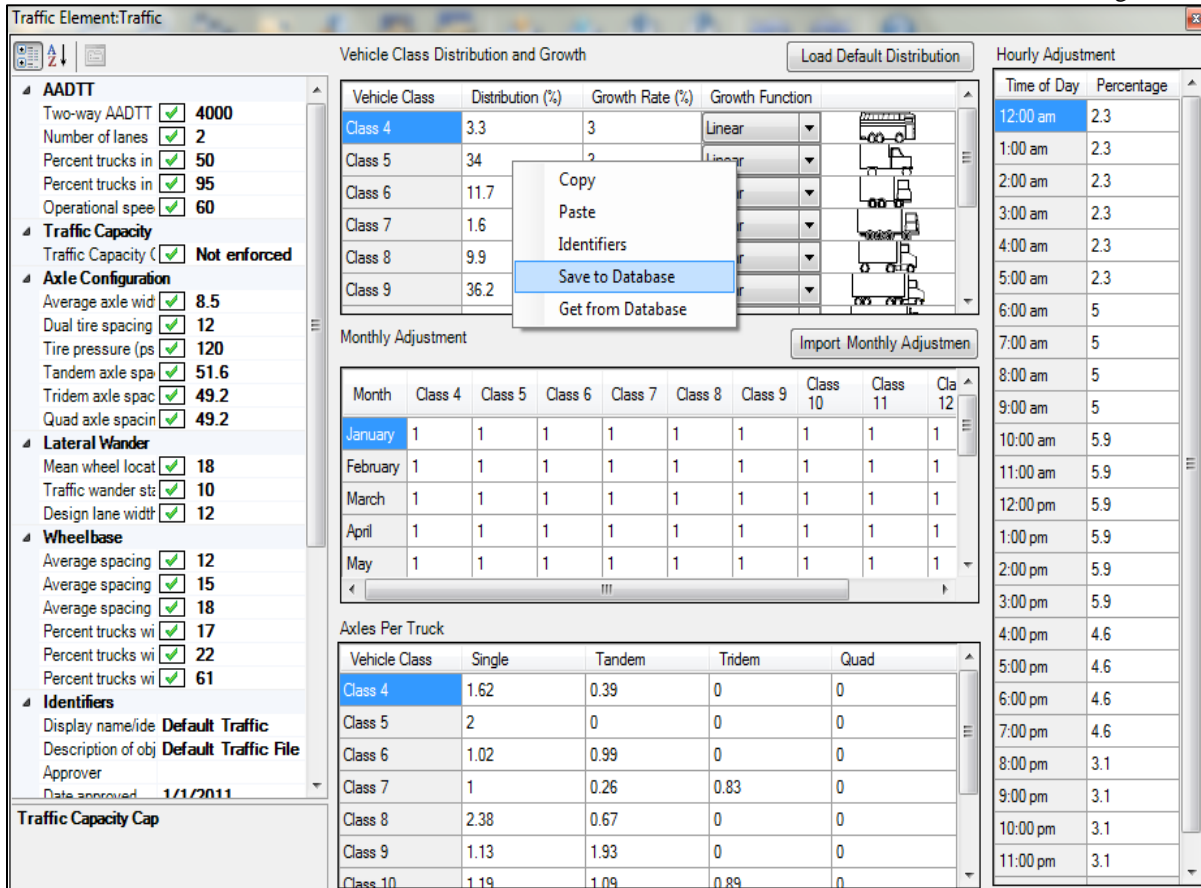 Traffic Element:Traffic
AADTT
Two-way AADTT 4000
Number of lanes 2
Percent trucks in 50
Percent trucks in 95
Operational spee 60
Traffic Capacity
Traffic Capacity ( Not enforced
Axle Configuration
Average axle wid 8.5
Dual tire spacing 12
Tire pressure (ps 120
Tandem axle spa 51.6
Tridem axle spac 49.2
Quad axle spacin 49.2
Lateral Wander
Mean wheel locat 18
Traffic wander sta 10
Design lane width 12
Wheelbase
Average spacing 12
Average spacing 15
Average spacing 18
Percent trucks wi 17
Percent trucks wi 22
Percent trucks wi 61
Identifiers
Display name/ide Default Traffic
Description of obj Default Traffic File
Approver
Date approved 1/1/2011
Traffic Capacity Cap
Vehicle Class Distribution and Growth Load Default Distribution
Vehicle Class Distribution (%) Growth Rate (%) Growth Function
Class 4 3.3 3 Linear
Class 5 34 3 Linear
Class 6 11.7
Class 7 1.6
Class 8 9.9
Class 9 36.2
Copy
Paste
Identifiers
Save to Database
Get from Database
Monthly Adjustment Import Monthly Adjustmen
Month Class 4 Class 5 Class 6 Class 7 Class 8 Class 9 Class 10 Class 11 Cla 12
January 1 1 1 1 1 1 1 1 1
February 1 1 1 1 1 1 1 1 1
March 1 1 1 1 1 1 1 1 1
April 1 1 1 1 1 1 1 1 1
May 1 1 1 1 1 1 1 1 1
Axles Per Truck
Vehicle Class Single Tandem Tridem Quad
Class 4 1.62 0.39 0 0
Class 5 2 0 0 0
Class 6 1.02 0.99 0 0
Class 7 1 0.26 0.83 0
Class 8 2.38 0.67 0 0
Class 9 1.13 1.93 0 0
Class 10 1.19 1.09 0.89 0
Hourly Adjustment
Time of Day Percentage
12:00 am 2.3
1:00 am 2.3
2:00 am 2.3
3:00 am 2.3
4:00 am 2.3
5:00 am 2.3
6:00 am 5
7:00 am 5
8:00 am 5
9:00 am 5
10:00 am 5.9
11:00 am 5.9
12:00 pm 5.9
1:00 pm 5.9
2:00 pm 5.9
3:00 pm 5.9
4:00 pm 4.6
5:00 pm 4.6
6:00 pm 4.6
7:00 pm 4.6
8:00 pm 3.1
9:00 pm 3.1
10:00 pm 3.1
11:00 pm 3.1